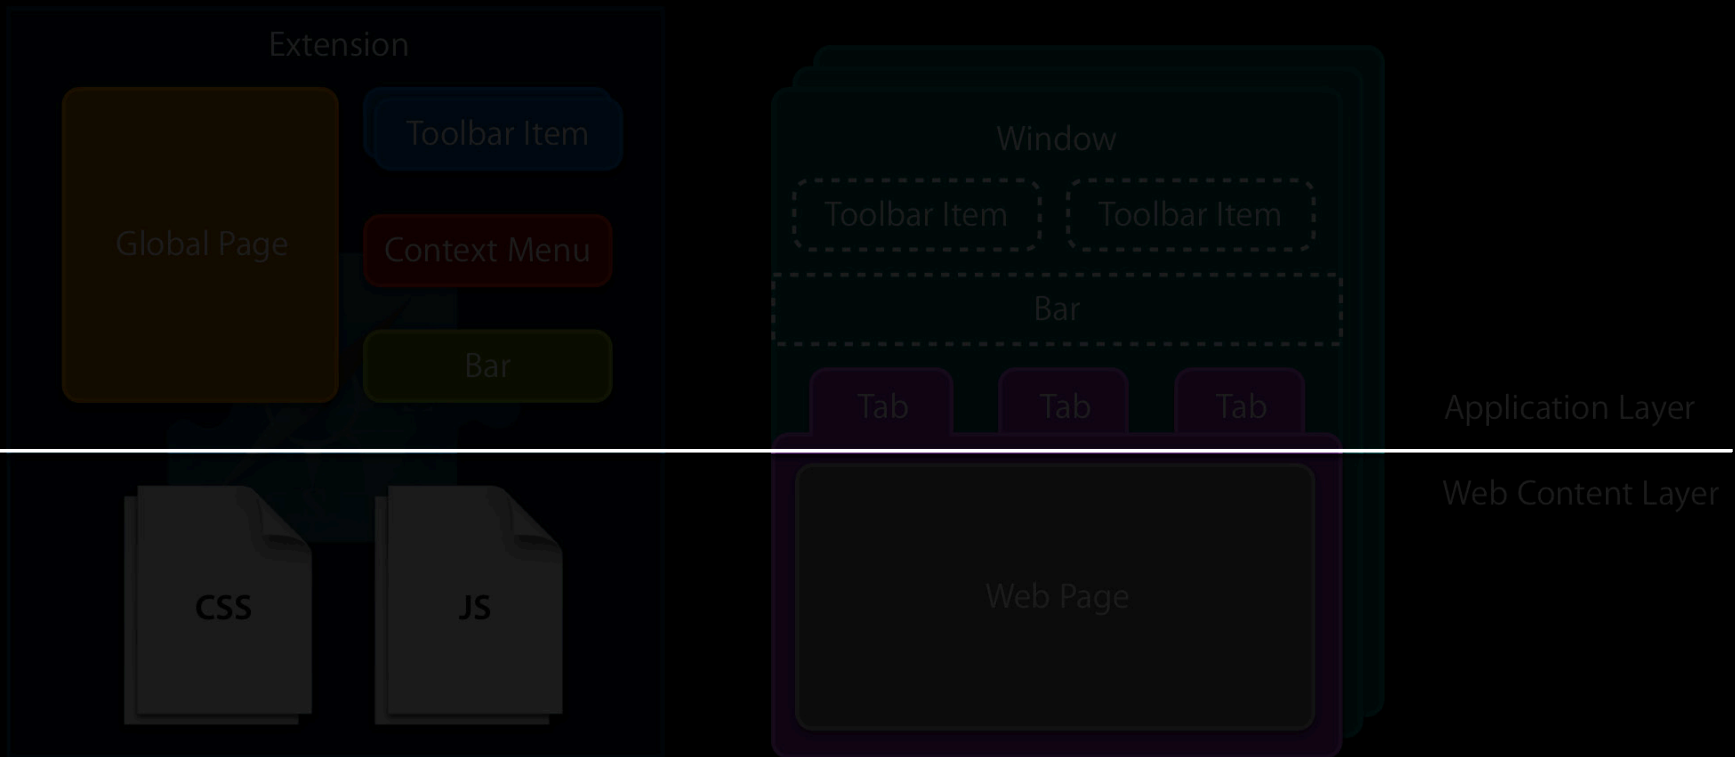 Extension
Global Page
Toolbar Item
Context Menu
Bar
CSS
JS
Window
Toolbar Item
Toolbar Item
Bar
Tab
Tab
Tab
Web Page
Application Layer
Web Content Layer